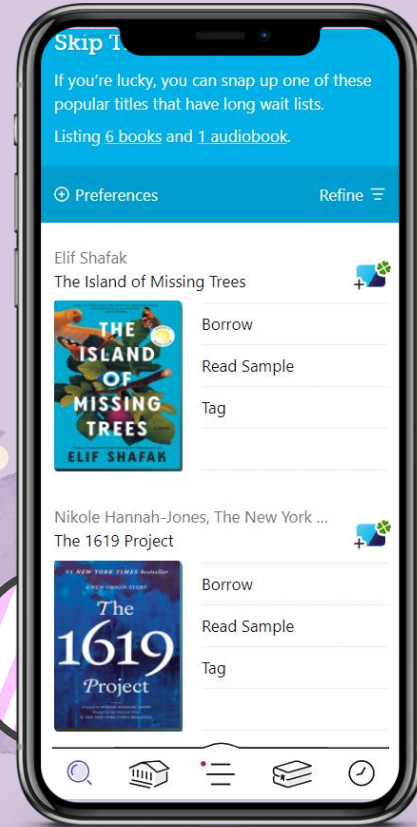 Skip T
If you're lucky, you can snap up one of these
popular titles that have long wait lists.
Listing 6 books and 1 audiobook.
Preferences
Refine
Elif Shafak
The Island of Missing Trees
THE
ISLAND
OF
MISSING
TREES
ELIF SHAFAK
Borrow
Read Sample
Tag
Nikole Hannah-Jones, The New York ...
The 1619 Project
#1 NEW YORK TIMES bestseller
A NEW ORIGIN STORY
The
1619
Project
Borrow
Read Sample
Tag